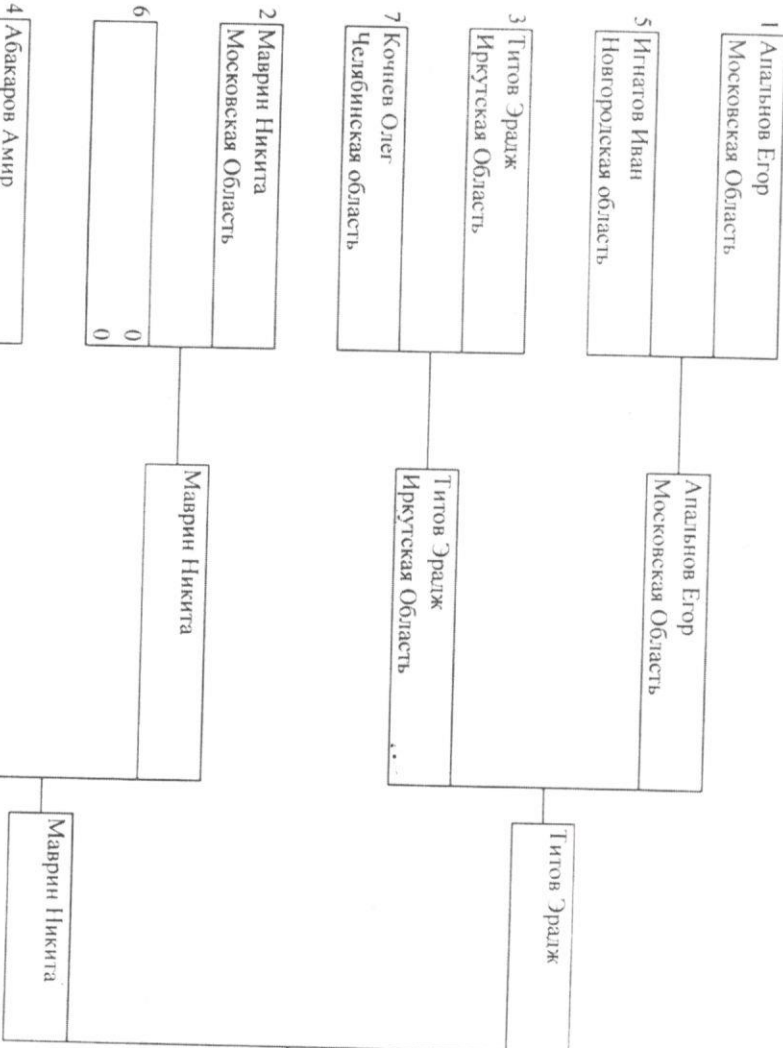 1 Апальнов Егор
Московская Область
5 Игнатов Иван
Новгородская область
3 Титов Эрадж
Иркутская Область
7 Кочнев Олег
Челябинская область
2 Маврин Никита
Московская Область
6
0
0
4 Абакаров Амир
Апальнов Егор
Московская Область
Титов Эрадж
Иркутская Область
Маврин Никита
Титов Эрадж
Маврин Никита